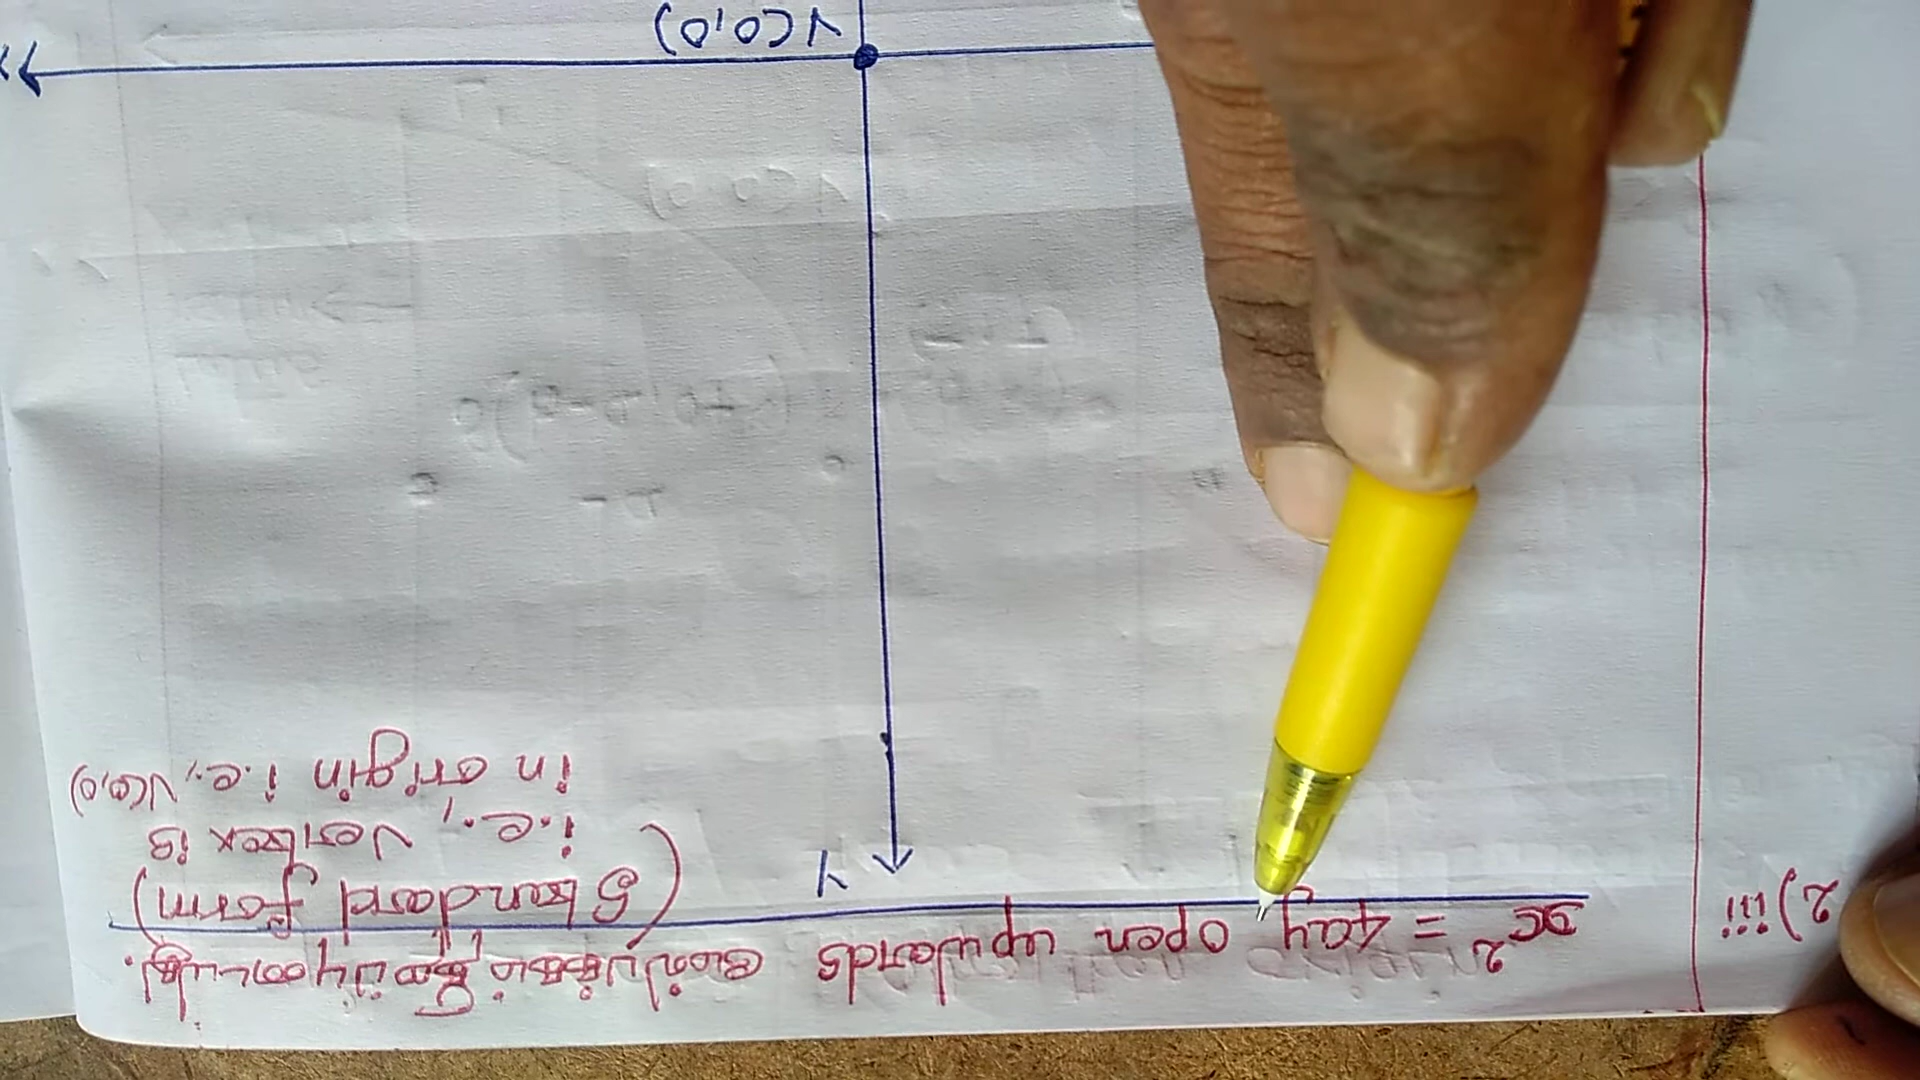 2) iii
x² = 4ay open upwards
(Standard form)
i.e., Vertex is
in origin i.e., V(0,0)
Y
V(0,0)